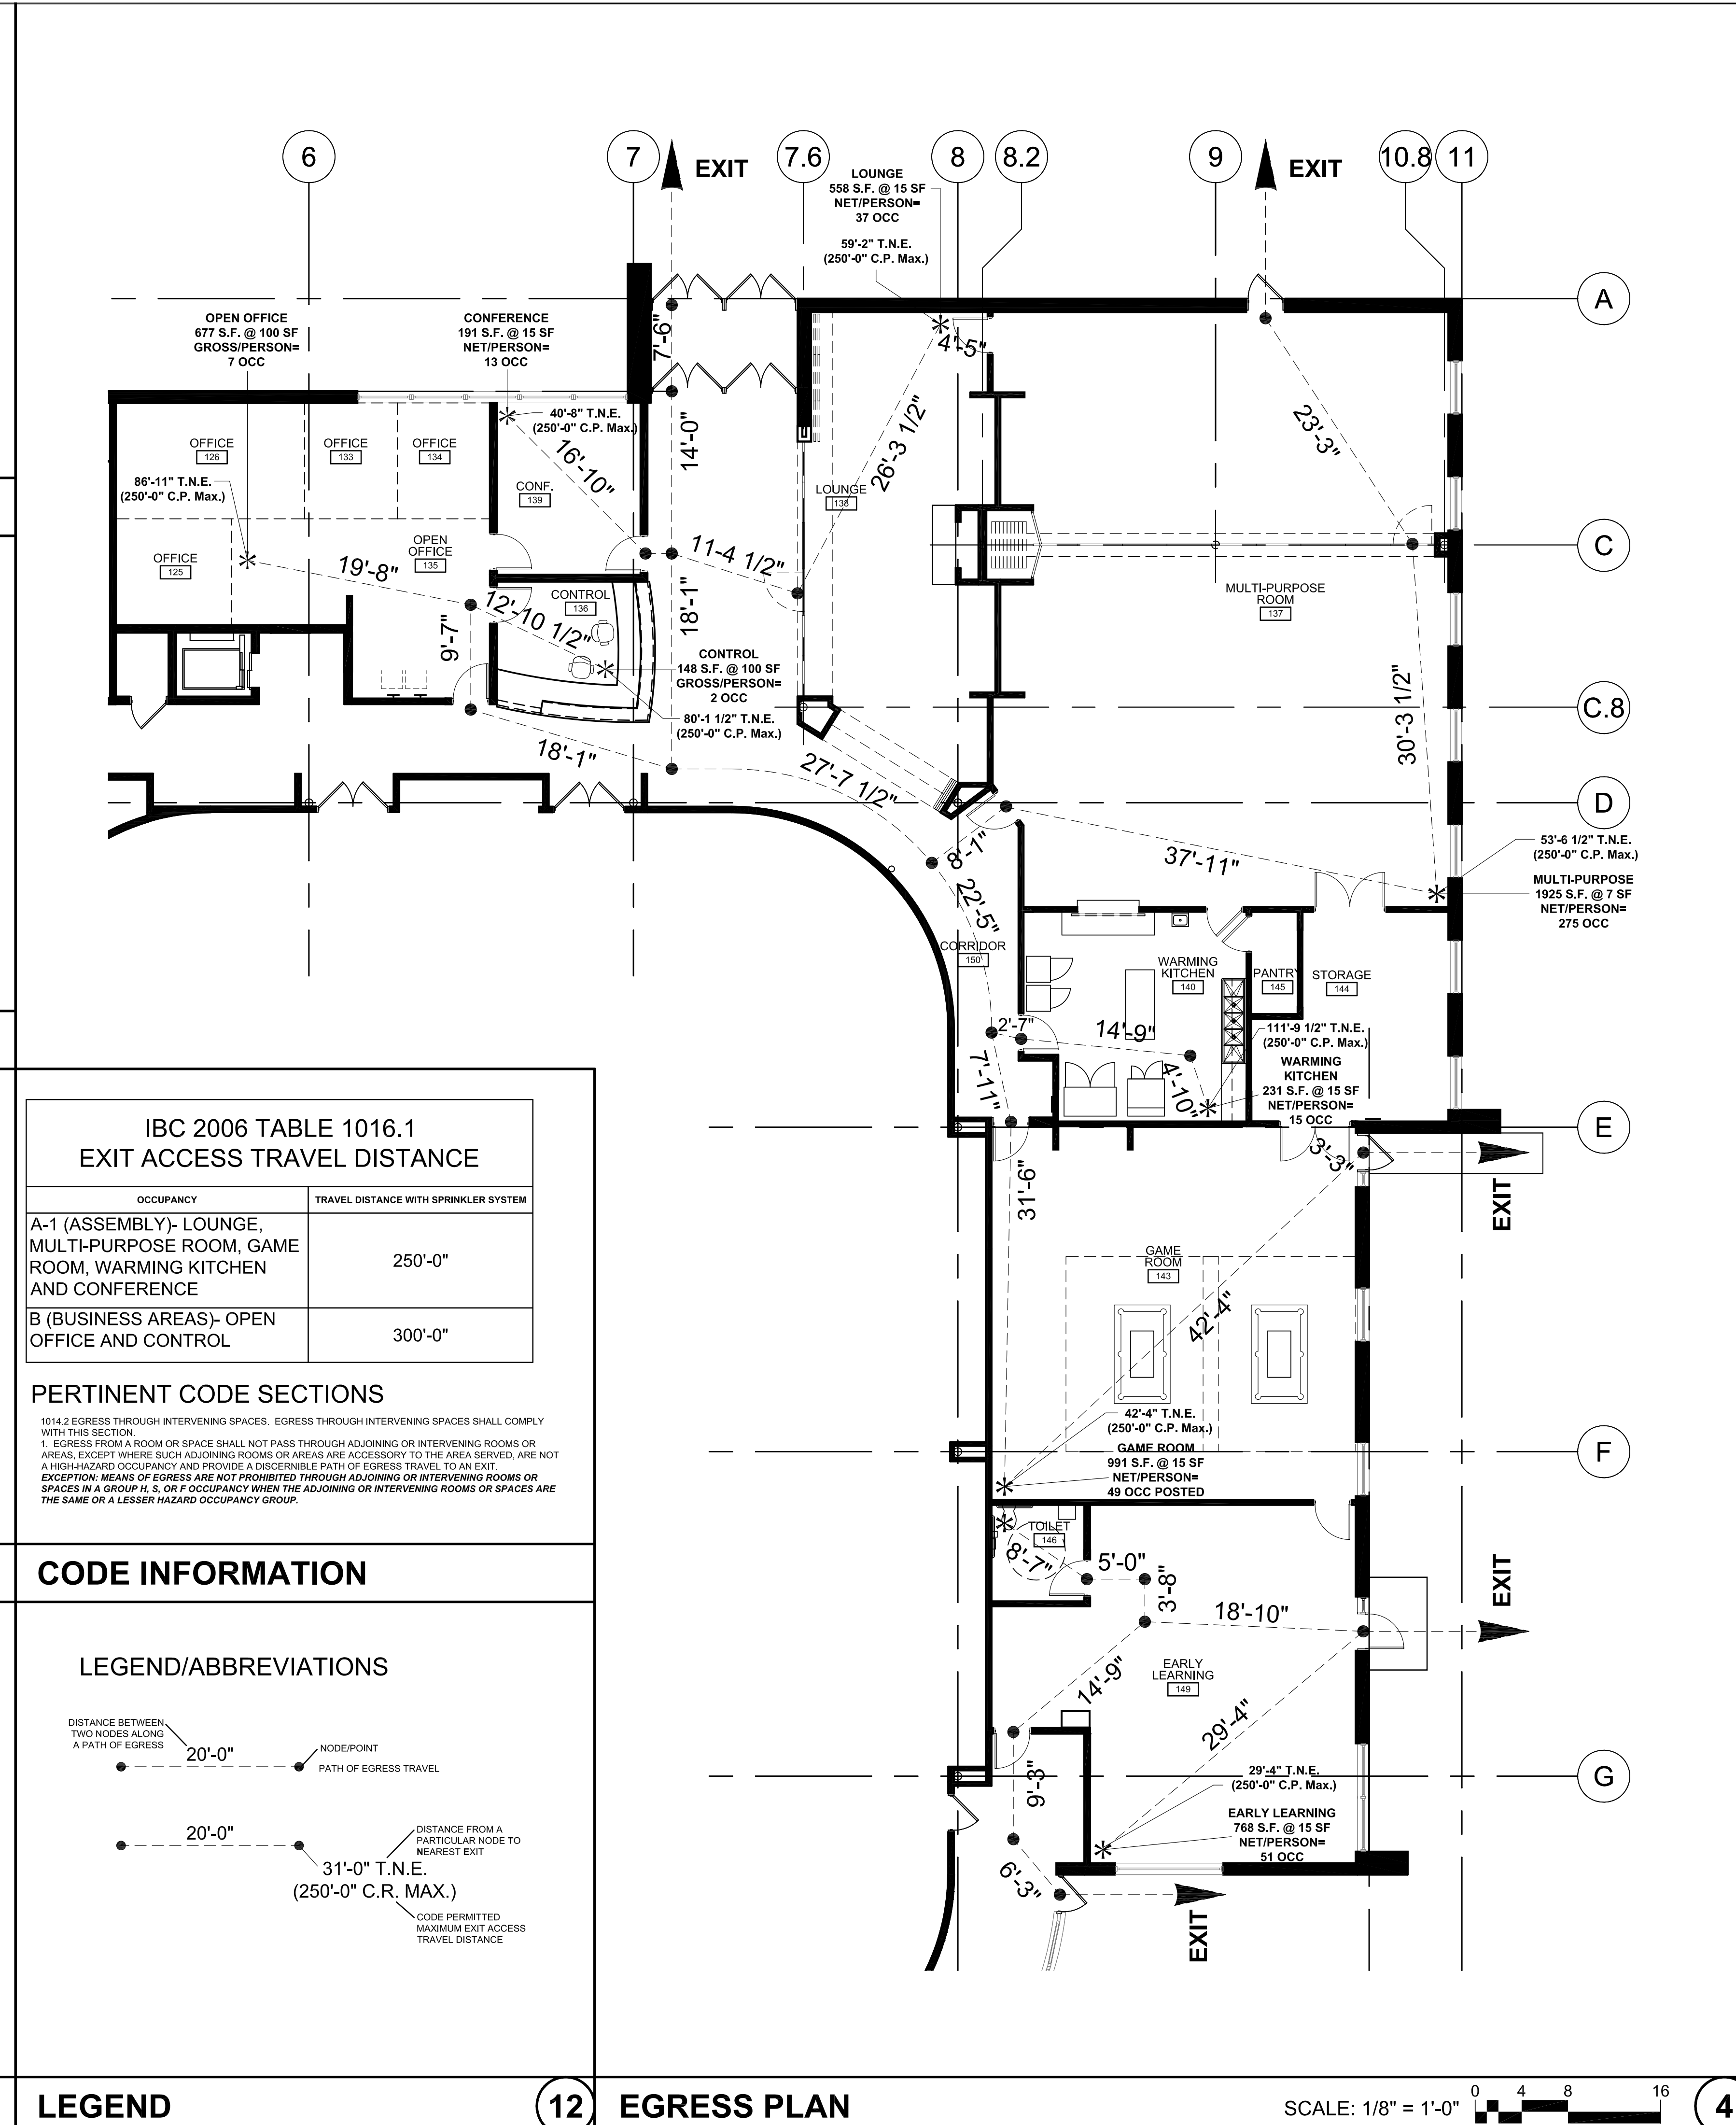 6
7
EXIT
7.6
8
8.2
9
EXIT
10.8
11
LOUNGE
558 S.F. @ 15 SF
NET/PERSON=
37 OCC
59'-2" T.N.E.
(250'-0" C.P. Max.)
A
OPEN OFFICE
677 S.F. @ 100 SF
GROSS/PERSON=
7 OCC
CONFERENCE
191 S.F. @ 15 SF
NET/PERSON=
13 OCC
7'-6"
4'-5"
40'-8" T.N.E.
(250'-0" C.P. Max.)
OFFICE
126
OFFICE
133
OFFICE
134
86'-11" T.N.E.
(250'-0" C.P. Max.)
16'-10"
14'-0"
26'-3 1/2"
23'-3"
CONF.
139
LOUNGE
138
OFFICE
125
OPEN
OFFICE
135
19'-8"
11-4 1/2"
C
CONTROL
136
12'-10 1/2"
9'-7"
18'-1"
MULTI-PURPOSE
ROOM
137
CONTROL
148 S.F. @ 100 SF
GROSS/PERSON=
2 OCC
80'-1 1/2" T.N.E.
(250'-0" C.P. Max.)
30'-3 1/2"
C.8
18'-1"
27'-7 1/2"
D
8'-1"
37'-11"
53'-6 1/2" T.N.E.
(250'-0" C.P. Max.)
MULTI-PURPOSE
1925 S.F. @ 7 SF
NET/PERSON=
275 OCC
22'-5"
CORRIDOR
150
WARMING
KITCHEN
140
PANTRY
145
STORAGE
144
2'-7"
14'-9"
111'-9 1/2" T.N.E.
(250'-0" C.P. Max.)
WARMING
KITCHEN
231 S.F. @ 15 SF
NET/PERSON=
15 OCC
7'-11"
4'-10"
E
3'-3"
EXIT
31'-6"
GAME
ROOM
143
42'-4"
42'-4" T.N.E.
(250'-0" C.P. Max.)
GAME ROOM
991 S.F. @ 15 SF
NET/PERSON=
49 OCC POSTED
F
TOILET
146
8'-7"
5'-0"
3'-8"
18'-10"
EXIT
EARLY
LEARNING
149
14'-9"
29'-4"
9'-3"
29'-4" T.N.E.
(250'-0" C.P. Max.)
G
EARLY LEARNING
768 S.F. @ 15 SF
NET/PERSON=
51 OCC
6'-3"
EXIT
IBC 2006 TABLE 1016.1
EXIT ACCESS TRAVEL DISTANCE
OCCUPANCY
TRAVEL DISTANCE WITH SPRINKLER SYSTEM
A-1 (ASSEMBLY)- LOUNGE,
MULTI-PURPOSE ROOM, GAME
ROOM, WARMING KITCHEN
AND CONFERENCE
250'-0"
B (BUSINESS AREAS)- OPEN
OFFICE AND CONTROL
300'-0"
PERTINENT CODE SECTIONS
1014.2 EGRESS THROUGH INTERVENING SPACES. EGRESS THROUGH INTERVENING SPACES SHALL COMPLY
WITH THIS SECTION.
1. EGRESS FROM A ROOM OR SPACE SHALL NOT PASS THROUGH ADJOINING OR INTERVENING ROOMS OR
AREAS, EXCEPT WHERE SUCH ADJOINING ROOMS OR AREAS ARE ACCESSORY TO THE AREA SERVED, ARE NOT
A HIGH-HAZARD OCCUPANCY AND PROVIDE A DISCERNIBLE PATH OF EGRESS TRAVEL TO AN EXIT.
EXCEPTION: MEANS OF EGRESS ARE NOT PROHIBITED THROUGH ADJOINING OR INTERVENING ROOMS OR
SPACES IN A GROUP H, S, OR F OCCUPANCY WHEN THE ADJOINING OR INTERVENING ROOMS OR SPACES ARE
THE SAME OR A LESSER HAZARD OCCUPANCY GROUP.
CODE INFORMATION
LEGEND/ABBREVIATIONS
DISTANCE BETWEEN
TWO NODES ALONG
A PATH OF EGRESS
20'-0"
NODE/POINT
PATH OF EGRESS TRAVEL
20'-0"
DISTANCE FROM A
PARTICULAR NODE TO
NEAREST EXIT
31'-0" T.N.E.
(250'-0" C.R. MAX.)
CODE PERMITTED
MAXIMUM EXIT ACCESS
TRAVEL DISTANCE
LEGEND
12
EGRESS PLAN
SCALE: 1/8" = 1'-0"
0 4 8 16
4